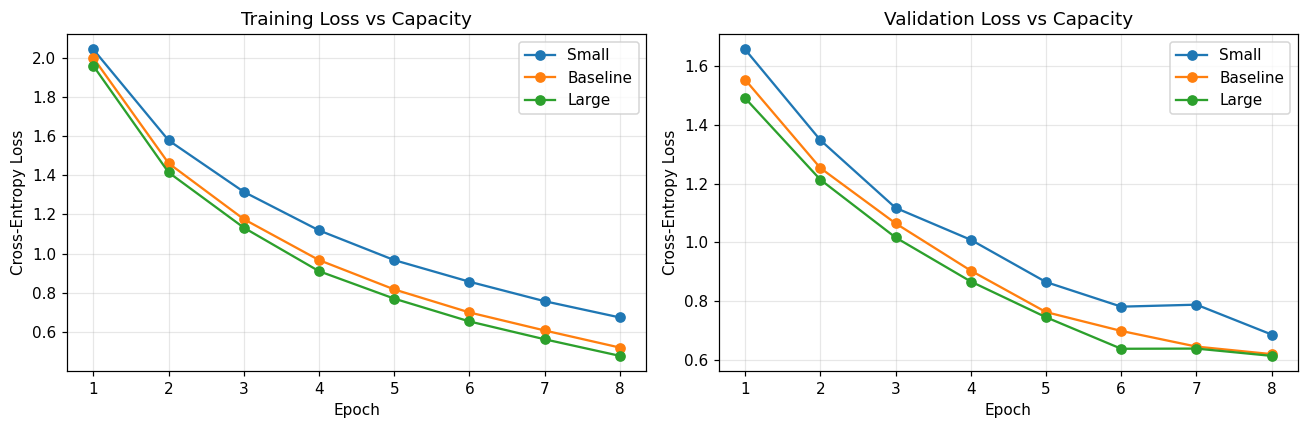 Training Loss vs Capacity
Cross-Entropy Loss
2.0
1.8
1.6
1.4
1.2
1.0
0.8
0.6
Small
Baseline
Large
1 2 3 4 5 6 7 8
Epoch
Validation Loss vs Capacity
Cross-Entropy Loss
1.6
1.4
1.2
1.0
0.8
0.6
Small
Baseline
Large
1 2 3 4 5 6 7 8
Epoch